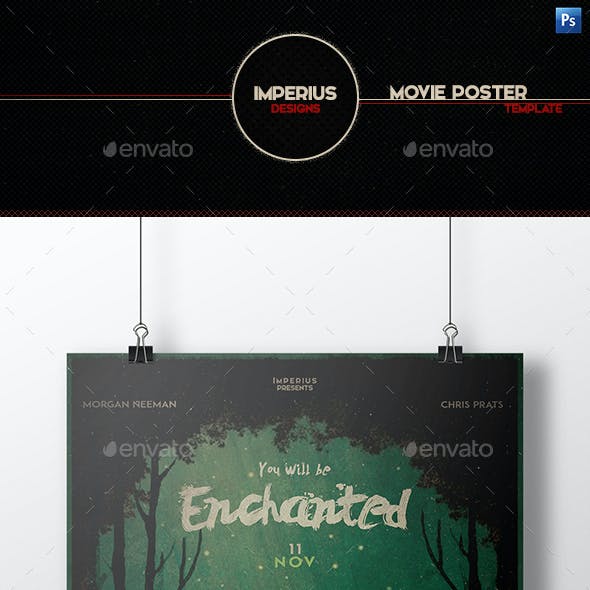 Ps
IMPERIUS
DESIGNS
MOVIE POSTER
TEMPLATE
envato
envato
IMPERIUS
PRESENTS
MORGAN NEEMAN
CHRIS PRATS
envato
envato
You will be
Enchanted
11
NOV